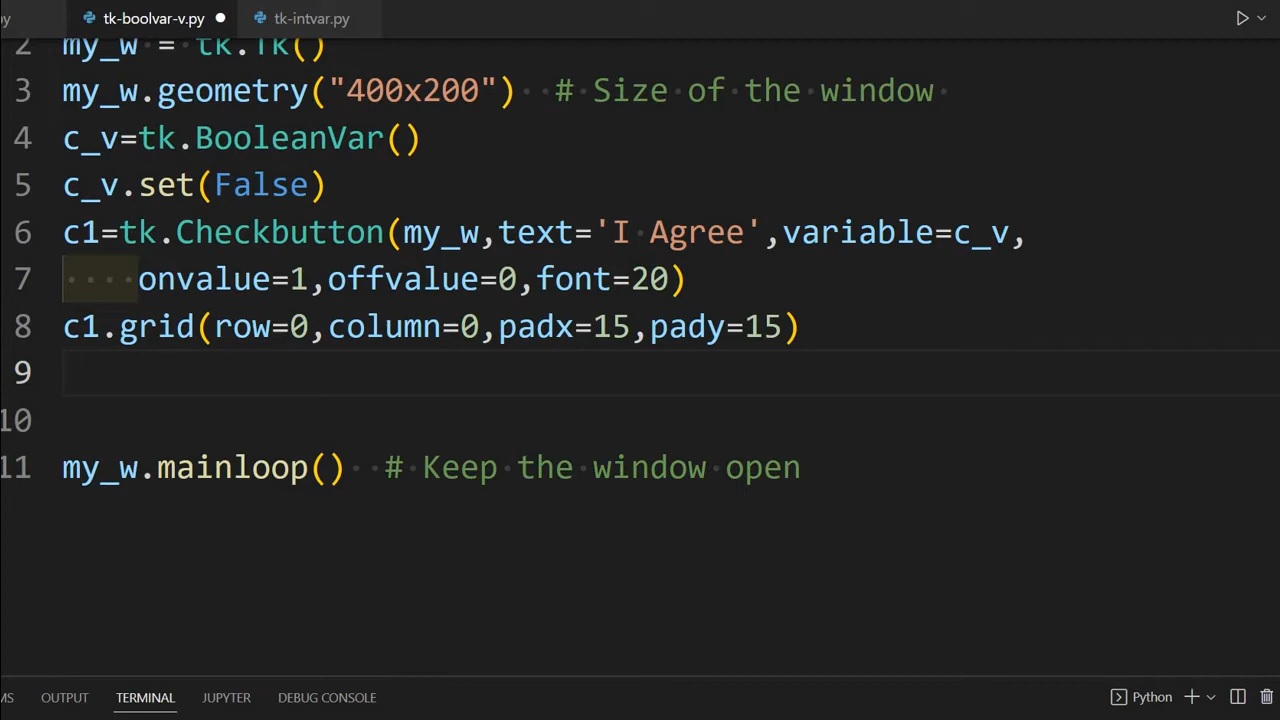 py tk-boolvar-v.py tk-intvar.py
2 my_w = tk.Tk()
3 my_w.geometry("400x200")  # Size of the window
4 c_v=tk.BooleanVar()
5 c_v.set(False)
6 c1=tk.Checkbutton(my_w,text='I Agree',variable=c_v,
7     onvalue=1,offvalue=0,font=20)
8 c1.grid(row=0,column=0,padx=15,pady=15)
9
10
11 my_w.mainloop()  # Keep the window open
MS OUTPUT TERMINAL JUPYTER DEBUG CONSOLE Python